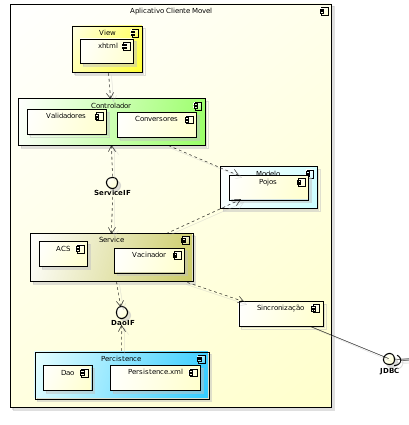 Aplicativo Cliente Movel
View
xhtml
Controlador
Validadores
Conversores
Modelo
Pojos
ServiceIF
Service
ACS
Vacinador
Sincronização
DaoIF
JDBC
Percistence
Dao
Persistence.xml